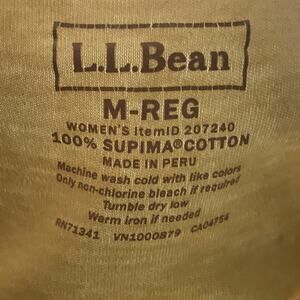 L.L.Bean
M-REG
WOMEN'S ItemID 207240
100% SUPIMA®COTTON
MADE IN PERU
Machine wash cold with like colors
Only non-chlorine bleach if required
Tumble dry low
Warm iron if needed
RN71341 VN1000879 CA04754